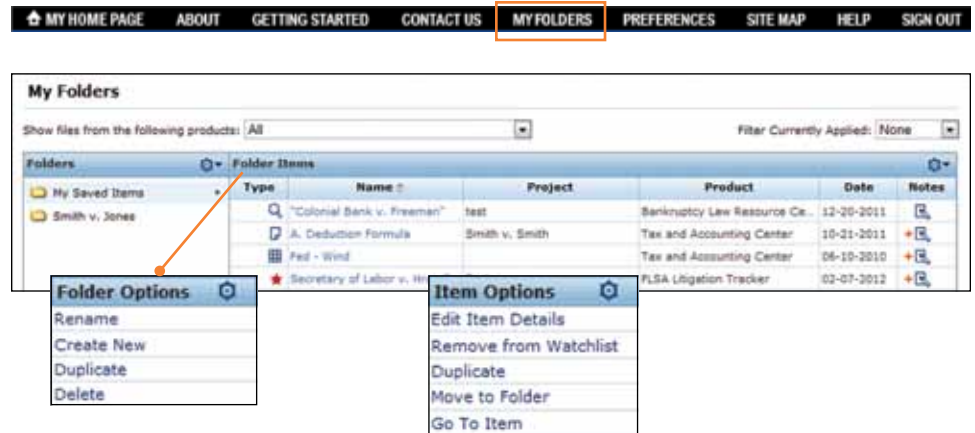 MY HOME PAGE ABOUT GETTING STARTED CONTACT US MY FOLDERS PREFERENCES SITE MAP HELP SIGN OUT
My Folders
Show files from the following products: All Filter Currently Applied: None
Folders Folder Items
My Saved Items Type Name Project Product Date Notes
Smith v. Jones
"Colonial Bank v. Freeman" test Bankruptcy Law Resource Ce... 12-20-2011
A. Deduction Formula Smith v. Smith Tax and Accounting Center 10-21-2011
Fed - Wind Tax and Accounting Center 06-10-2010
Secretary of Labor v. FLSA Litigation Tracker 02-07-2012
Folder Options
Rename
Create New
Duplicate
Delete
Item Options
Edit Item Details
Remove from Watchlist
Duplicate
Move to Folder
Go To Item